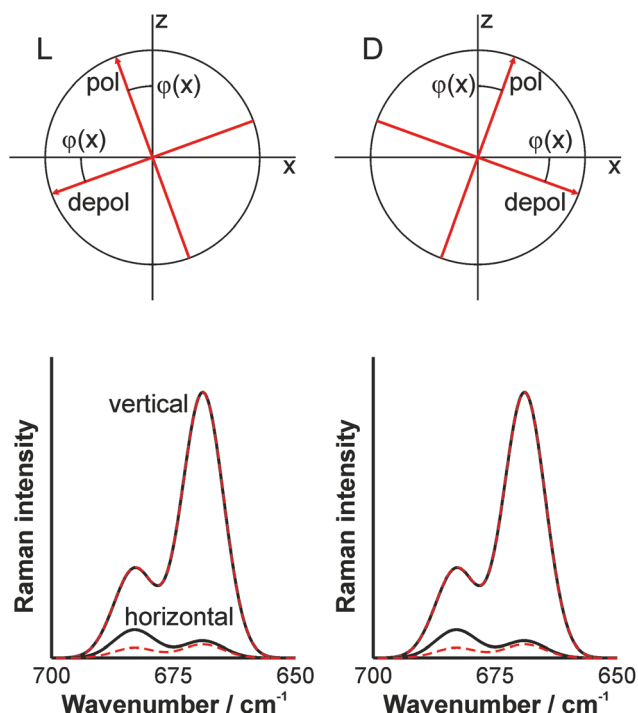 L
z
pol
φ(x)
φ(x)
x
depol
D
z
φ(x)
pol
φ(x)
x
depol
Raman intensity
vertical
horizontal
700
675
650
Wavenumber / cm⁻¹
Raman intensity
700
675
650
Wavenumber / cm⁻¹